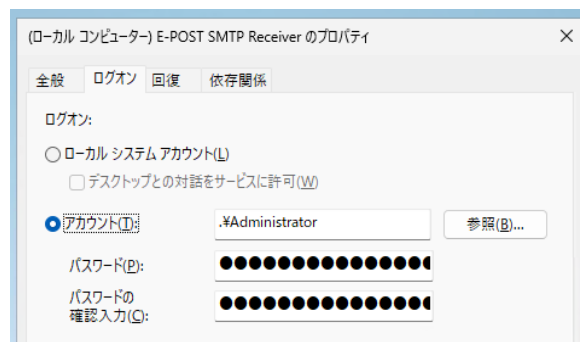 (ローカル コンピューター) E-POST SMTP Receiver のプロパティ
全般 ログオン 回復 依存関係
ログオン:
ローカル システム アカウント(L)
デスクトップとの対話をサービスに許可(W)
アカウント(T): .¥Administrator 参照(B)...
パスワード(P): ●●●●●●●●●●●●●●●
パスワードの
確認入力(C): ●●●●●●●●●●●●●●●